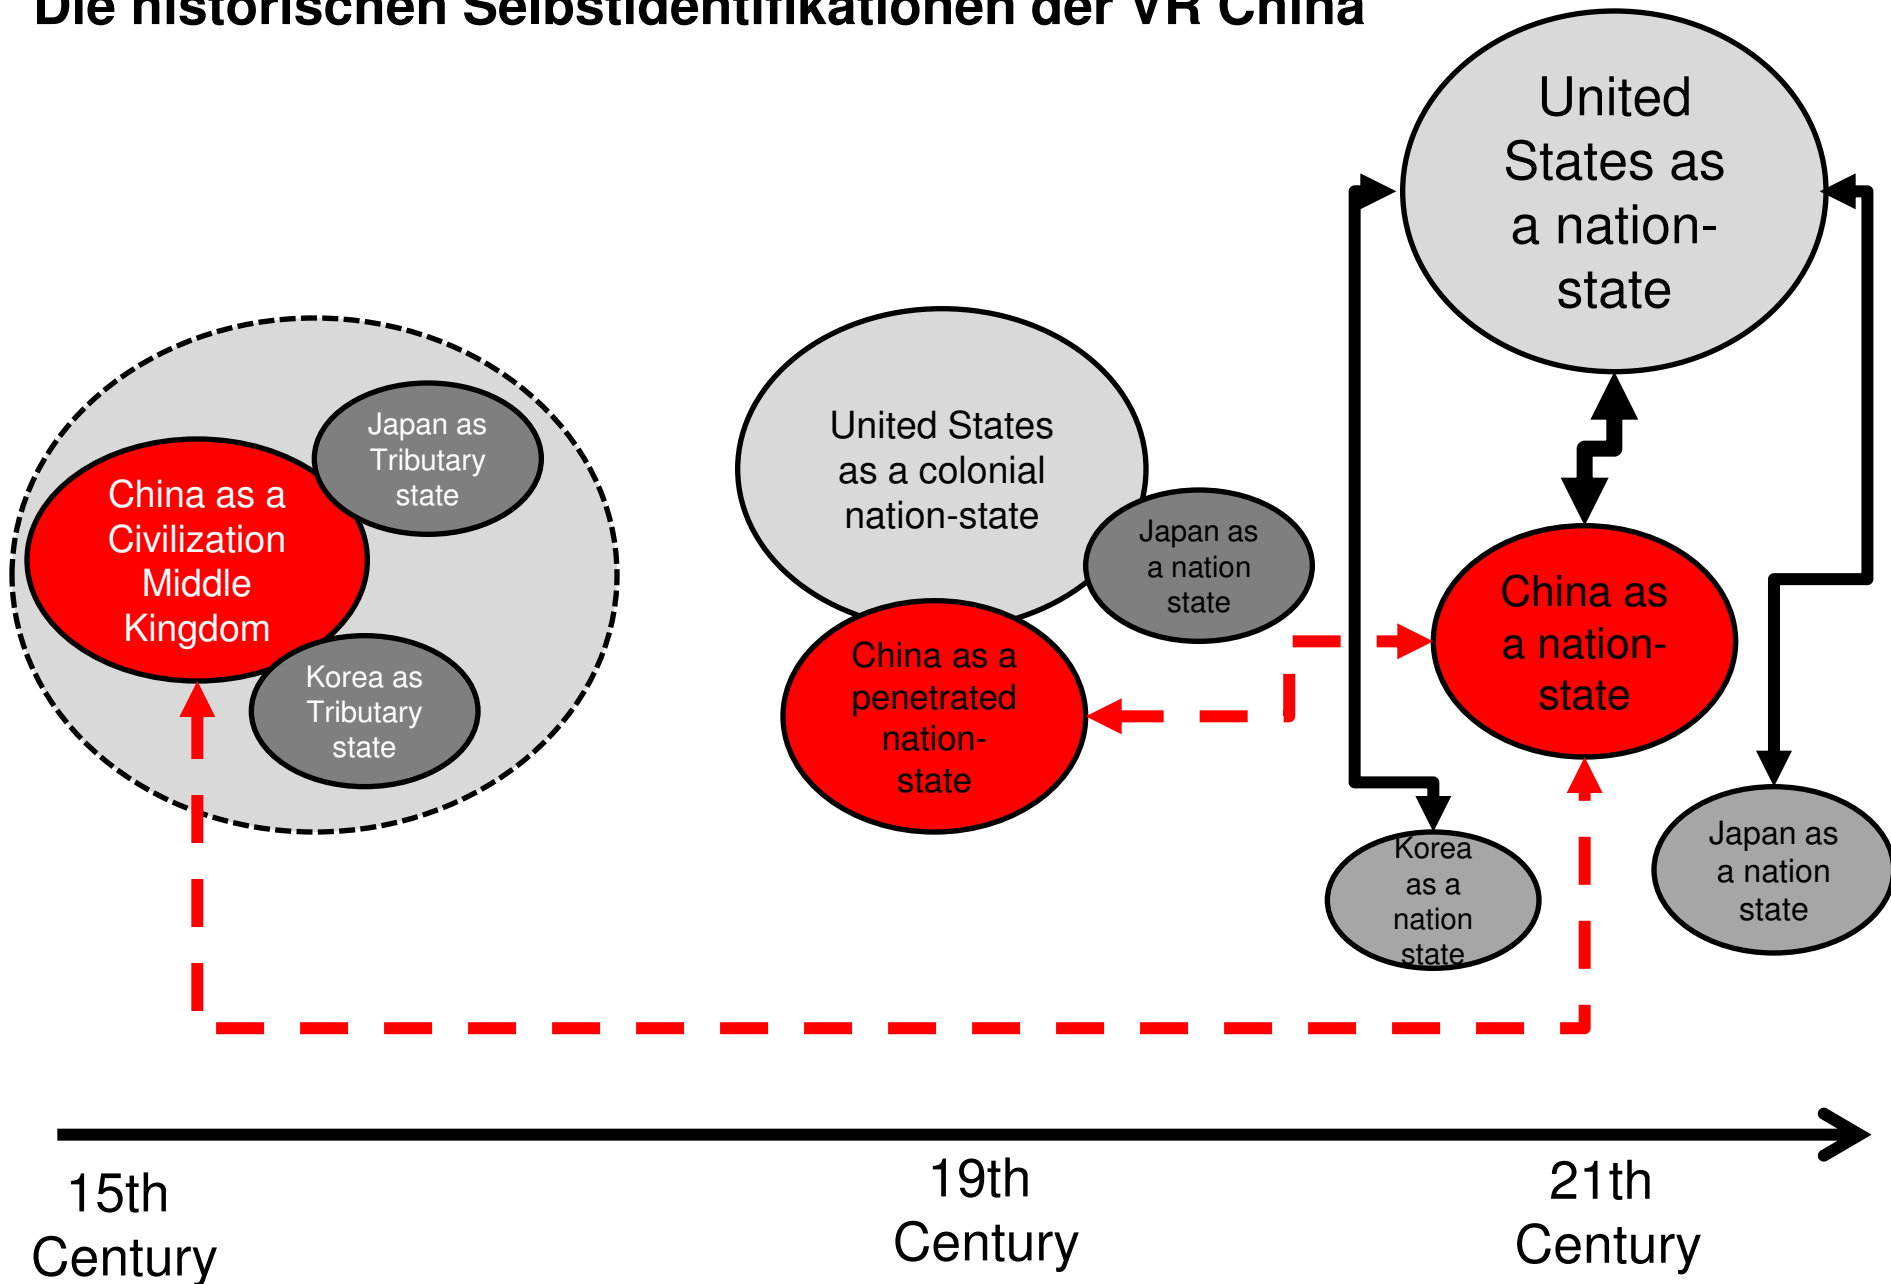 Die historischen Selbstidentifikationen der VR China
United
States as
a nation-
state
Japan as
Tributary
state
China as a
Civilization
Middle
Kingdom
Korea as
Tributary
state
United States
as a colonial
nation-state
Japan as
a nation
state
China as a
penetrated
nation-
state
China as
a nation-
state
Korea
as a
nation
state
Japan as
a nation
state
15th
Century
19th
Century
21th
Century